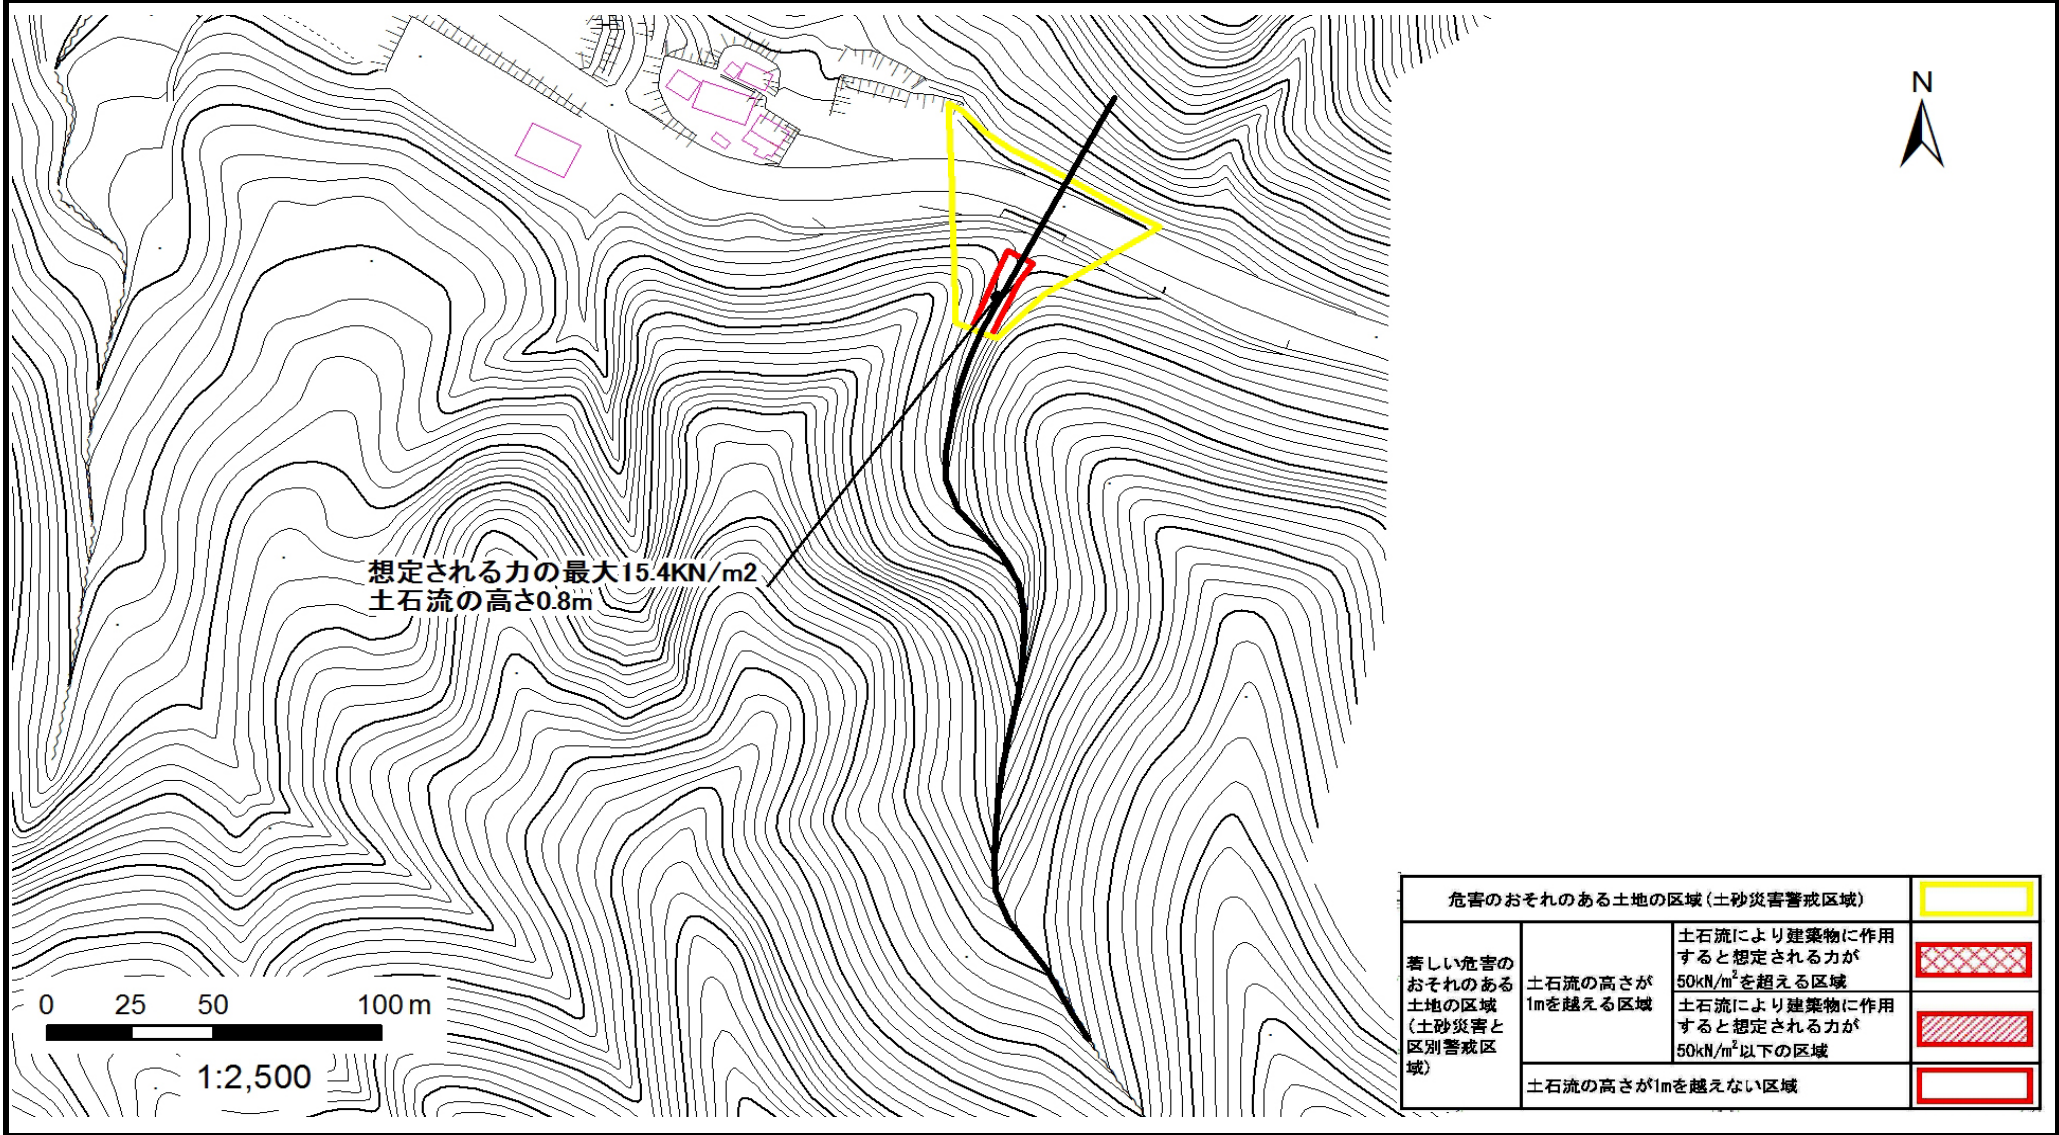 N
想定される力の最大15.4KN/m2
土石流の高さ0.8m
0 25 50 100 m
1:2,500
危害のおそれのある土地の区域(土砂災害警戒区域)
著しい危害の
おそれのある
土地の区域
(土砂災害と
区別警戒区
域)
土石流の高さが
1mを越える区域
土石流により建築物に作用
すると想定される力が
50kN/m²を超える区域
土石流により建築物に作用
すると想定される力が
50kN/m²以下の区域
土石流の高さが1mを越えない区域